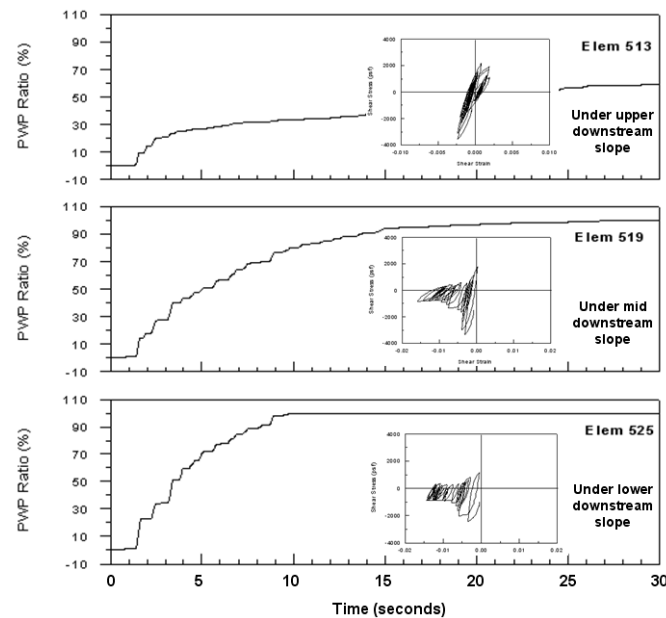 110
90
70
50
30
10
-10
PWP Ratio (%)
Elem 513
Under upper
downstream
slope
4000
2000
0
-2000
-4000
Shear Stress (psf)
-0.010 -0.005 0.000 0.005 0.010
Shear Strain
110
90
70
50
30
10
-10
PWP Ratio (%)
Elem 519
Under mid
downstream
slope
4000
2000
0
-2000
-4000
Shear Stress (psf)
-0.02 -0.01 0.00 0.01 0.02
Shear Strain
110
90
70
50
30
10
-10
PWP Ratio (%)
Elem 525
Under lower
downstream
slope
4000
2000
0
-2000
-4000
Shear Stress (psf)
-0.02 -0.01 0.00 0.01 0.02
Shear Strain
0 5 10 15 20 25 30
Time (seconds)